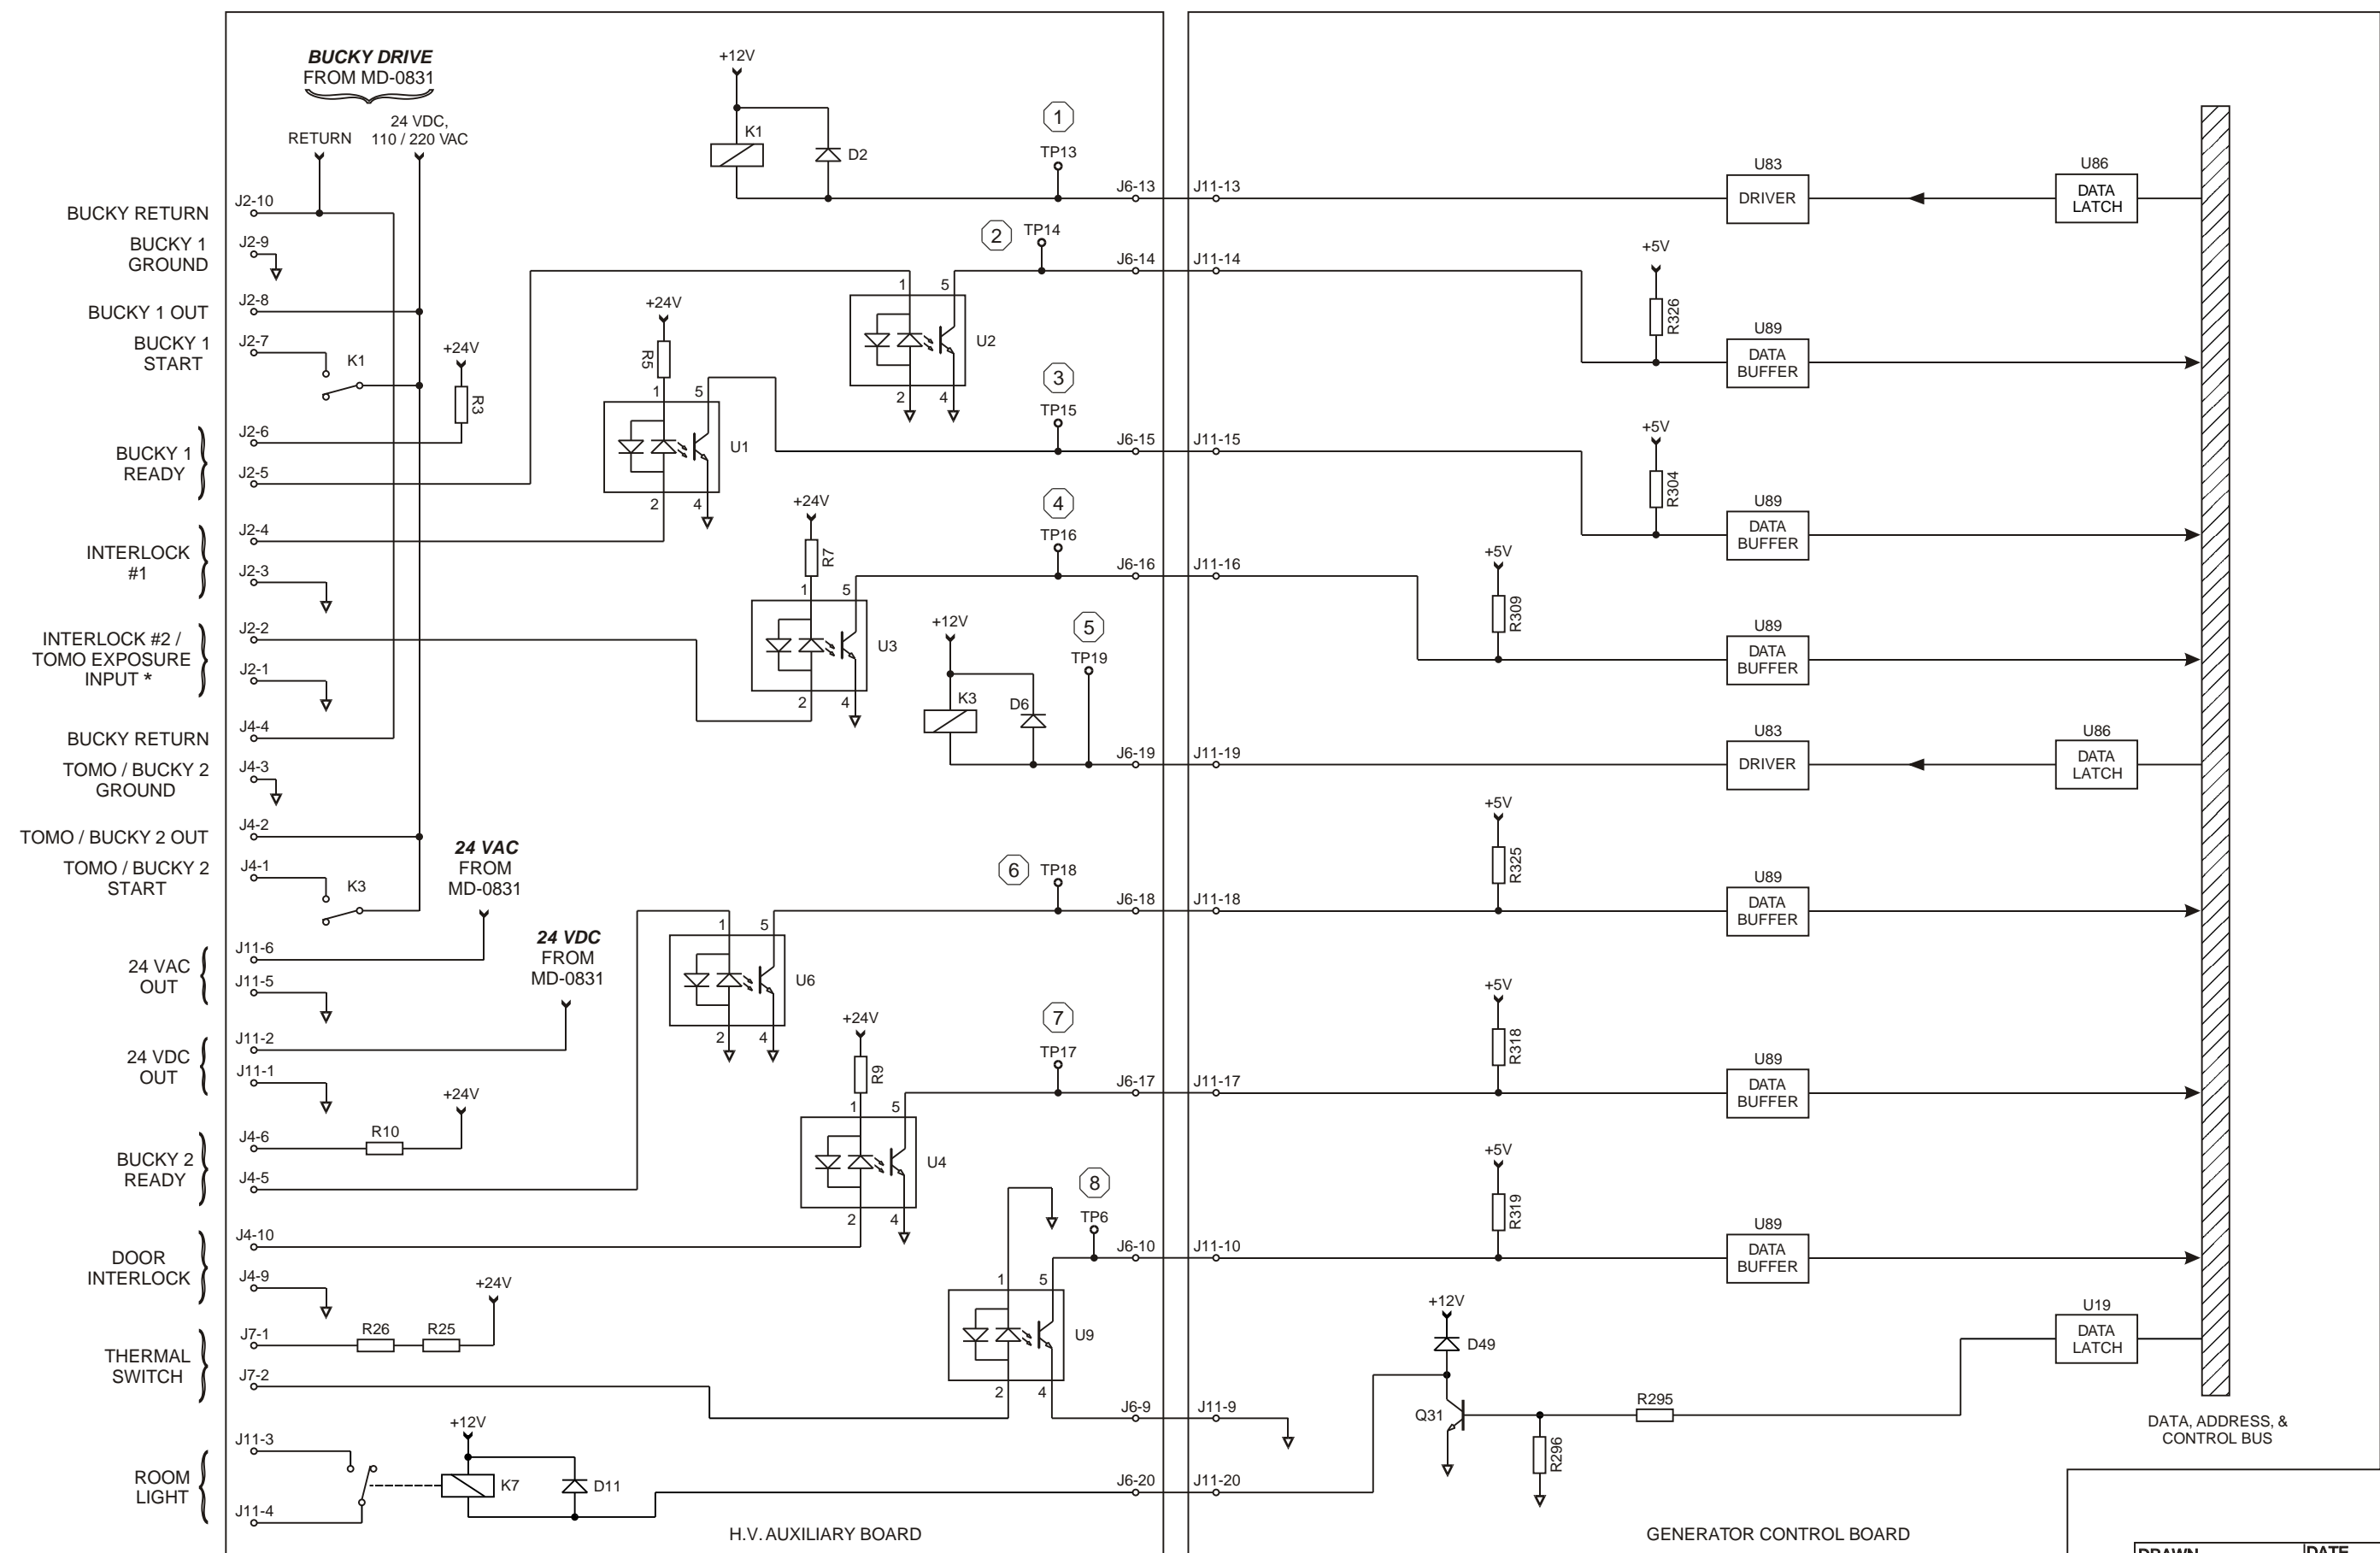 BUCKY DRIVE
FROM MD-0831
RETURN
24 VDC,
110 / 220 VAC
BUCKY RETURN
J2-10
BUCKY 1
GROUND
J2-9
BUCKY 1 OUT
J2-8
BUCKY 1
START
J2-7
K1
+24V
R3
BUCKY 1
READY
J2-6
J2-5
INTERLOCK
#1
J2-4
J2-3
INTERLOCK #2 /
TOMO EXPOSURE
INPUT *
J2-2
J2-1
BUCKY RETURN
J4-4
TOMO / BUCKY 2
GROUND
J4-3
TOMO / BUCKY 2 OUT
J4-2
TOMO / BUCKY 2
START
J4-1
K3
24 VAC
FROM
MD-0831
24 VAC
OUT
J11-6
J11-5
24 VDC
FROM
MD-0831
24 VDC
OUT
J11-2
J11-1
+24V
BUCKY 2
READY
J4-6
R10
J4-5
DOOR
INTERLOCK
J4-10
J4-9
+24V
THERMAL
SWITCH
J7-1
R26
R25
J7-2
ROOM
LIGHT
J11-3
J11-4
+12V
K7
D11
+12V
K1
D2
1
TP13
J6-13
J11-13
U83
DRIVER
U86
DATA
LATCH
2
TP14
J6-14
J11-14
1
5
U2
2
4
+5V
R326
U89
DATA
BUFFER
+24V
R5
1
5
U1
2
4
3
TP15
J6-15
J11-15
+5V
R304
U89
DATA
BUFFER
+24V
R7
1
5
U3
2
4
4
TP16
J6-16
J11-16
+5V
R309
U89
DATA
BUFFER
+12V
K3
D6
5
TP19
J6-19
J11-19
U83
DRIVER
U86
DATA
LATCH
6
TP18
J6-18
J11-18
1
5
U6
2
4
+5V
R325
U89
DATA
BUFFER
+24V
R9
1
5
U4
2
4
7
TP17
J6-17
J11-17
+5V
R318
U89
DATA
BUFFER
8
TP6
J6-10
J11-10
1
5
U9
2
4
+5V
R319
U89
DATA
BUFFER
J6-9
J11-9
+12V
D49
Q31
R296
R295
U19
DATA
LATCH
J6-20
J11-20
DATA, ADDRESS, &
CONTROL BUS
H.V. AUXILIARY BOARD
GENERATOR CONTROL BOARD
DRAWN
DATE